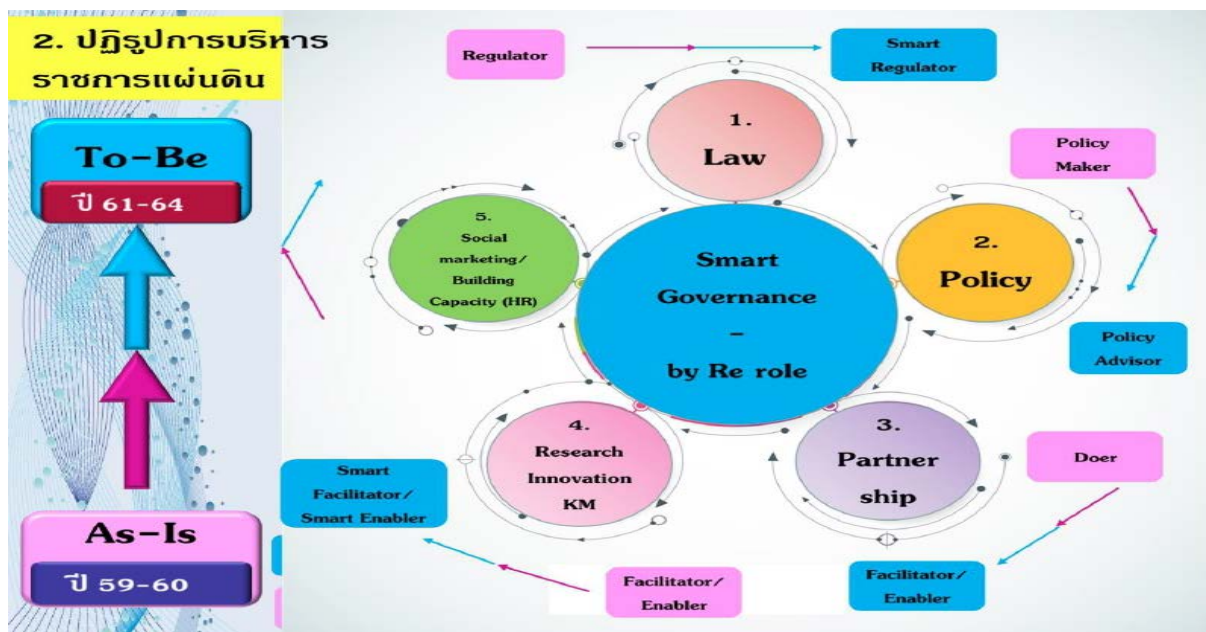 2. ปฏิรูปการบริหาร
ราชการแผ่นดิน
To-Be
ปี 61-64
As-Is
ปี 59-60
Regulator
Smart
Regulator
1.
Law
Policy
Maker
2.
Policy
Policy
Advisor
5.
Social
marketing/
Building
Capacity (HR)
Smart
Governance
-
by Re role
4.
Research
Innovation
KM
3.
Partner
ship
Doer
Smart
Facilitator/
Smart Enabler
Facilitator/
Enabler
Facilitator/
Enabler